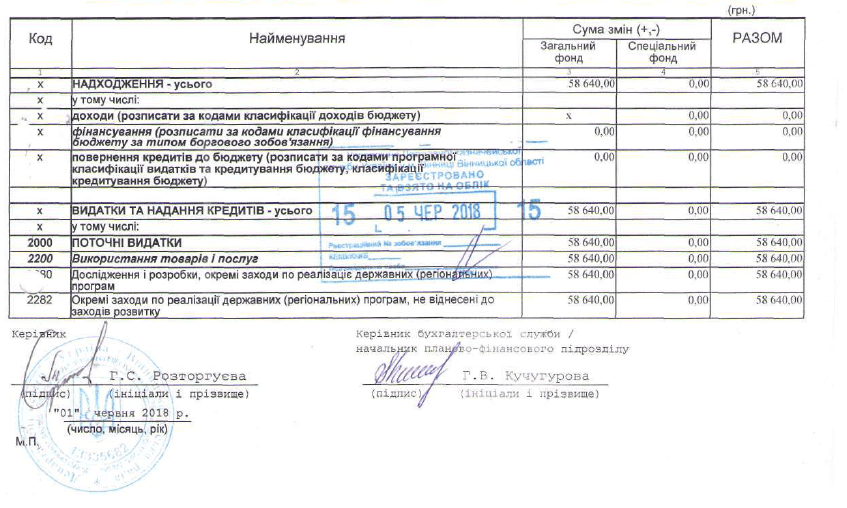 (грн.)
Код
Найменування
Сума змін (+,-)
РАЗОМ
Загальний
фонд
Спеціальний
фонд
1 2 3 4 5
х НАДХОДЖЕННЯ - усього 58 640,00 0,00 58 640,00
х у тому числі:
х доходи (розписати за кодами класифікації доходів бюджету) х 0,00 0,00
х фінансування (розписати за кодами класифікації фінансування
бюджету за типом боргового зобов'язання) 0,00 0,00 0,00
х повернення кредитів до бюджету (розписати за кодами програмної
класифікації видатків та кредитування бюджету, класифікації
кредитування бюджету) 0,00 0,00 0,00
Вінниці Вінницької області
ЗАРЕЄСТРОВАНО
ТА ВЗЯТО НА ОБЛІК
15 05 ЧЕР 2018 15
х ВИДАТКИ ТА НАДАННЯ КРЕДИТІВ - усього 58 640,00 0,00 58 640,00
х у тому числі:
2000 ПОТОЧНІ ВИДАТКИ 58 640,00 0,00 58 640,00
Реєстраційний № зобов'язання
2200 Використання товарів і послуг 58 640,00 0,00 58 640,00
80 Дослідження і розробки, окремі заходи по реалізації державних (регіональних)
програм 58 640,00 0,00 58 640,00
2282 Окремі заходи по реалізації державних (регіональних) програм, не віднесені до
заходів розвитку 58 640,00 0,00 58 640,00
Керівник
Керівник бухгалтерської служби /
начальник планово-фінансового підрозділу
Г.С. Розторгуєва
Г.В. Кучугурова
(підпис) (ініціали і прізвище)
(підпис) (ініціали і прізвище)
"01" червня 2018 р.
(число, місяць, рік)
М.П.